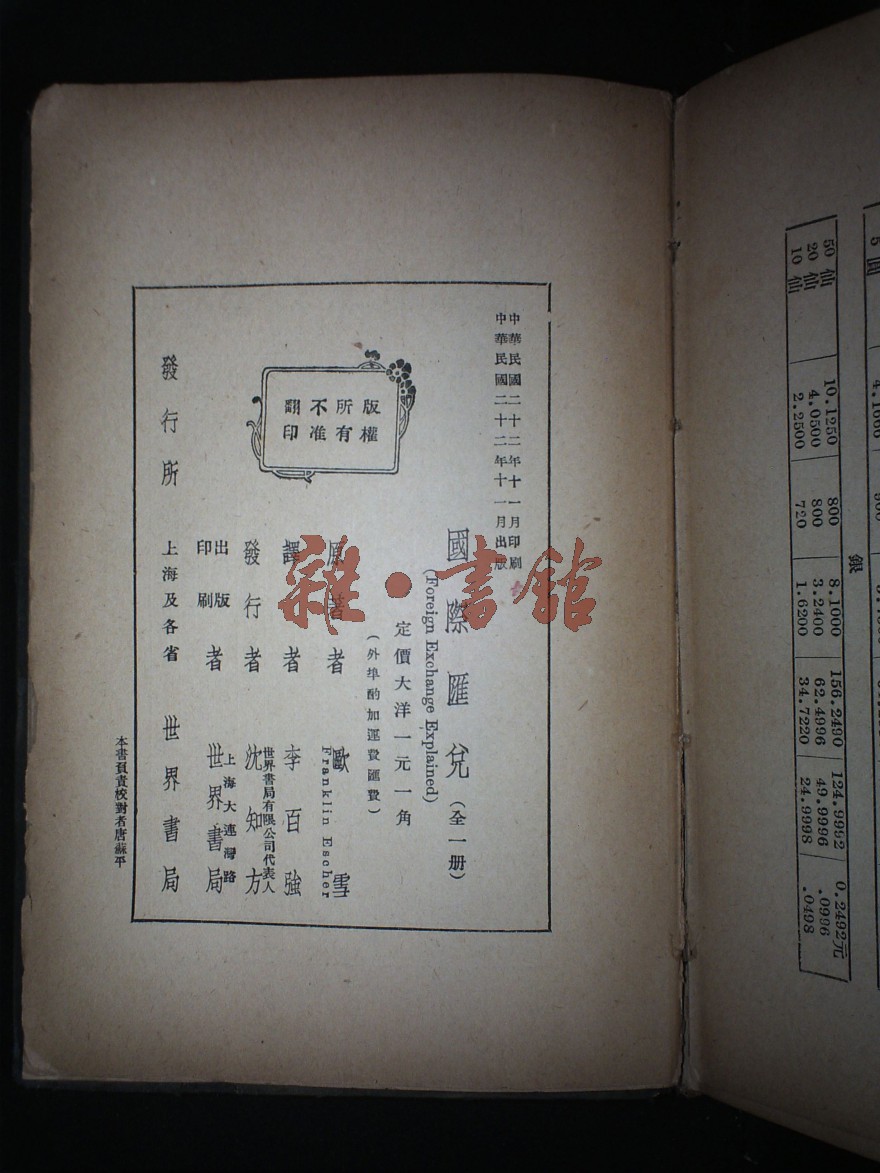 中華民國二十二年十一月印刷
中華民國二十二年十一月出版
國際匯兌(全一册)
(Foreign Exchange Explained)
定價大洋一元一角
(外埠酌加運費匯費)
原著者 歐雪
Franklin Escher
譯者 李百強
發行者 世界書局有限公司代表人 沈知方
出版印刷者 上海大連灣路 世界書局
發行所 上海及各省 世界書局
版權
所有
不准
翻印
本書負責校對者唐蘇平
雜·書館
5 圓
4.1666
銀
50 仙 10.1250 800 8.1000 156.2490 124.9992 0.2492元
20 仙 4.0500 800 3.2400 62.4996 49.9996 .0996
10 仙 2.2500 720 1.6200 34.7220 24.9998 .0498